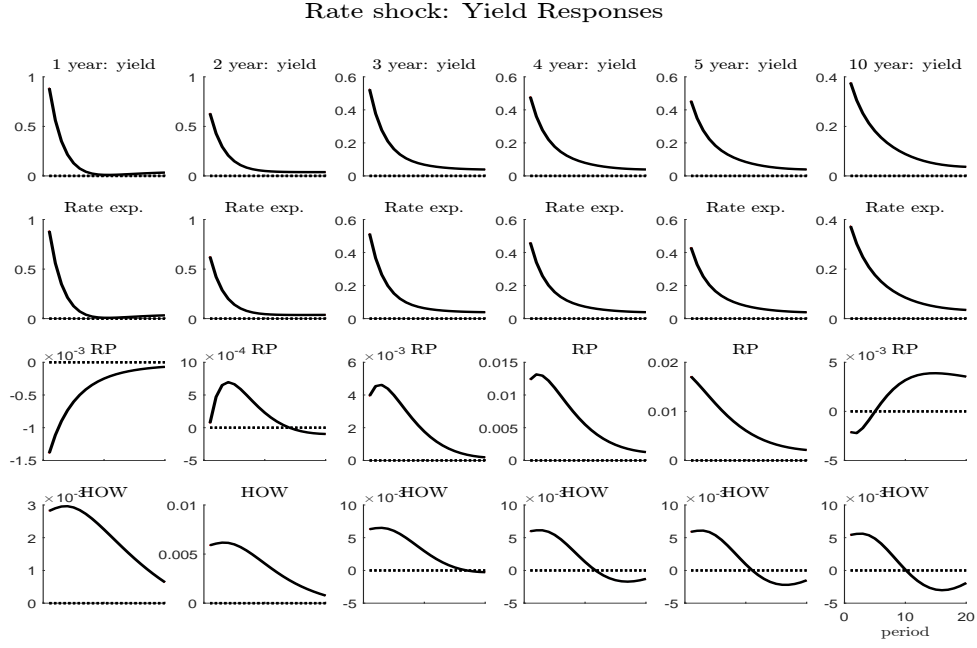 Rate shock: Yield Responses
1 year: yield 2 year: yield 3 year: yield 4 year: yield 5 year: yield 10 year: yield
1 1 0.6 0.6 0.6 0.4
0.4 0.4 0.4
0.5 0.5 0.2
0.2 0.2 0.2
0 0 0 0 0 0
Rate exp. Rate exp. Rate exp. Rate exp. Rate exp. Rate exp.
1 1 0.6 0.6 0.6 0.4
0.4 0.4 0.4
0.5 0.5 0.2
0.2 0.2 0.2
0 0 0 0 0 0
×10⁻³ RP ×10⁻⁴ RP ×10⁻³ RP RP RP ×10⁻³ RP
0 10 6 0.015 0.02 5
-0.5 5 4 0.01 0.01 0
-1 0 2 0.005
-1.5 -5 0 0 0 -5
×10⁻³ HOW HOW ×10⁻³ HOW ×10⁻³ HOW ×10⁻³ HOW ×10⁻³ HOW
3 0.01 10 10 10 10
2 0.005 5 5 5 5
1 0 0 0 0
0 0 -5 -5 -5 -5
0 10 20
period